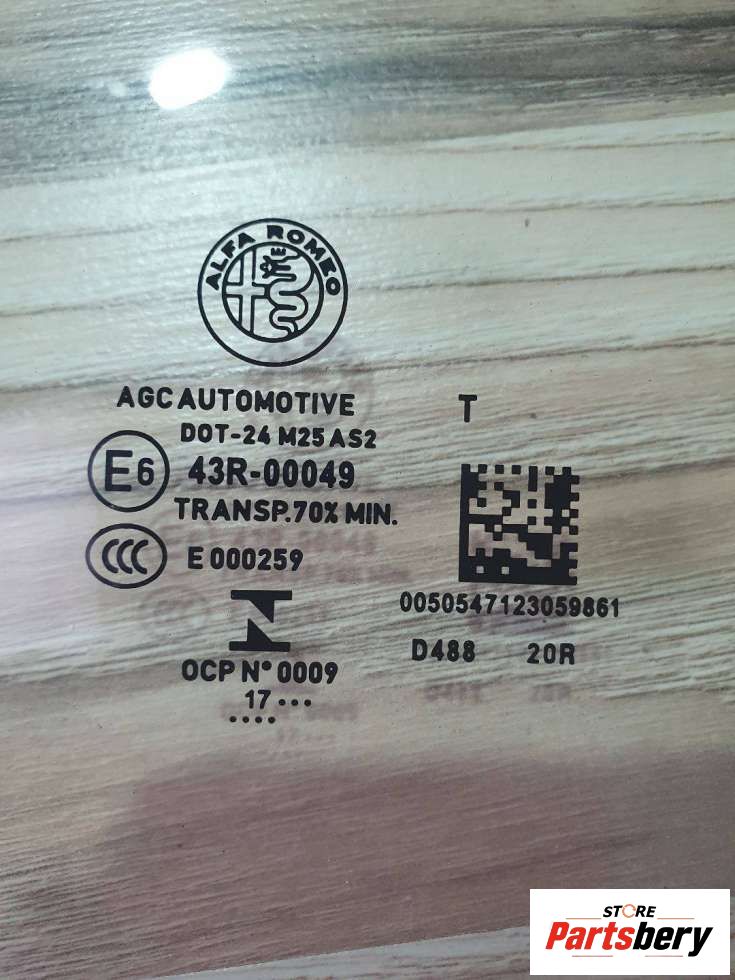 ALFA ROMEO
AGC AUTOMOTIVE
T
DOT-24 M25 AS2
E6
43R-00049
TRANSP.70% MIN.
CCC
E 000259
0050547123059861
D488 20R
OCP N° 0009
17 •••
••••
STORE
Partsbery